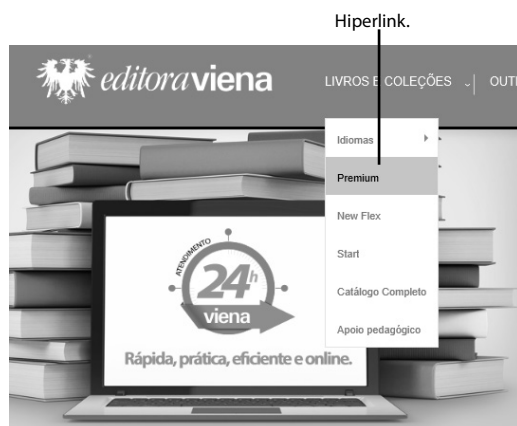 Hiperlink.
editoraviena
LIVROS E COLEÇÕES
Idiomas
Premium
New Flex
Start
Catálogo Completo
Apoio pedagógico
ATENDIMENTO
24h
viena
Rápida, prática, eficiente e online.